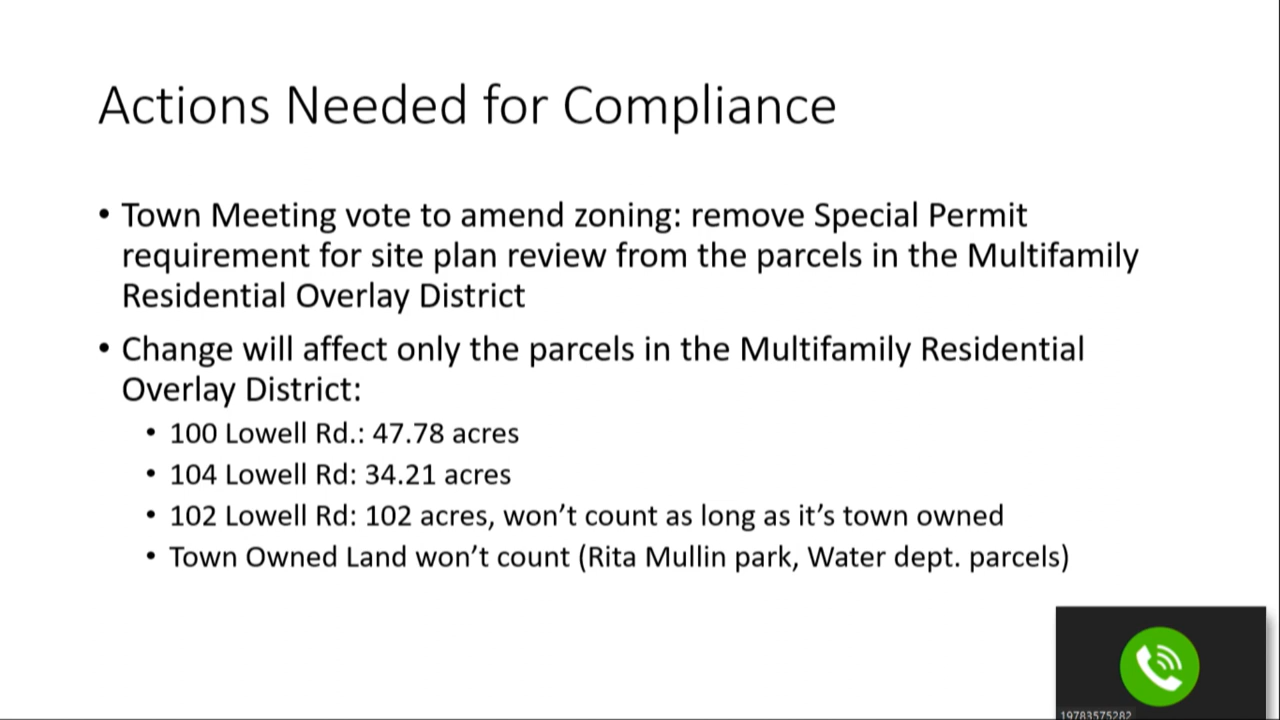 Actions Needed for Compliance
• Town Meeting vote to amend zoning: remove Special Permit
requirement for site plan review from the parcels in the Multifamily
Residential Overlay District
• Change will affect only the parcels in the Multifamily Residential
Overlay District:
• 100 Lowell Rd.: 47.78 acres
• 104 Lowell Rd: 34.21 acres
• 102 Lowell Rd: 102 acres, won't count as long as it's town owned
• Town Owned Land won't count (Rita Mullin park, Water dept. parcels)
19783575282